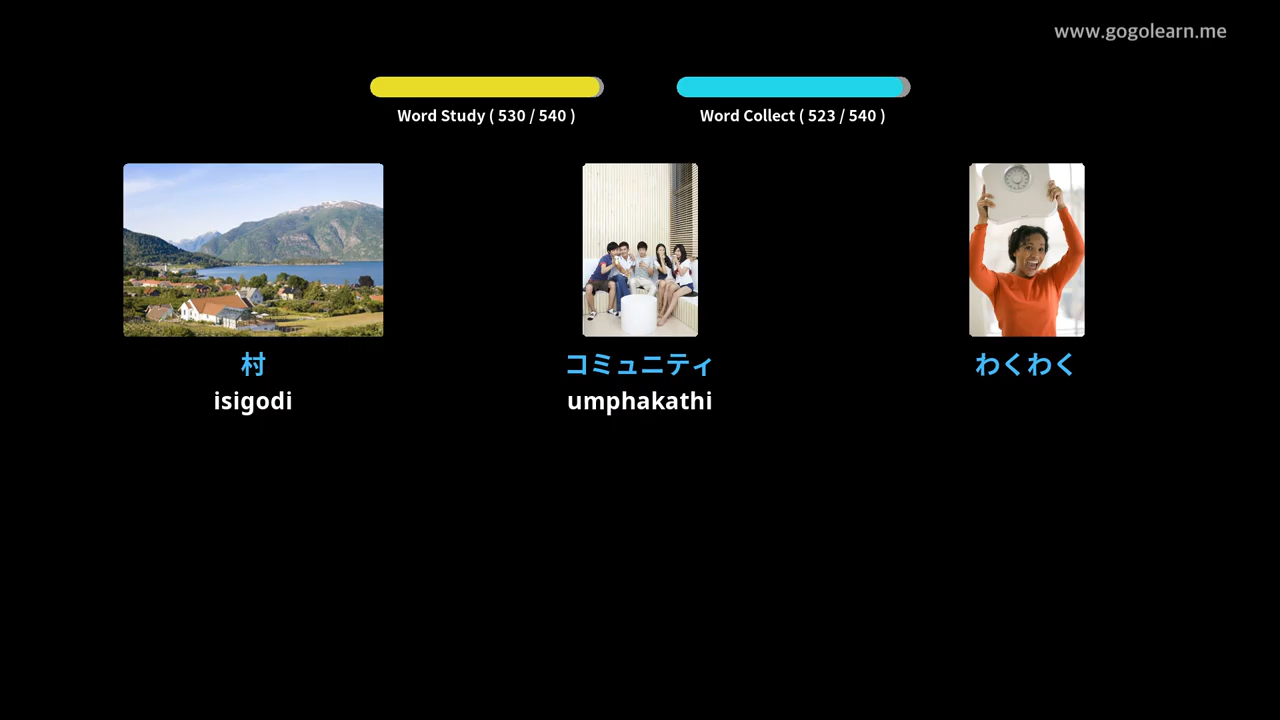 www.gogolearn.me
Word Study ( 530 / 540 )
Word Collect ( 523 / 540 )
村
isigodi
コミュニティ
umphakathi
わくわく